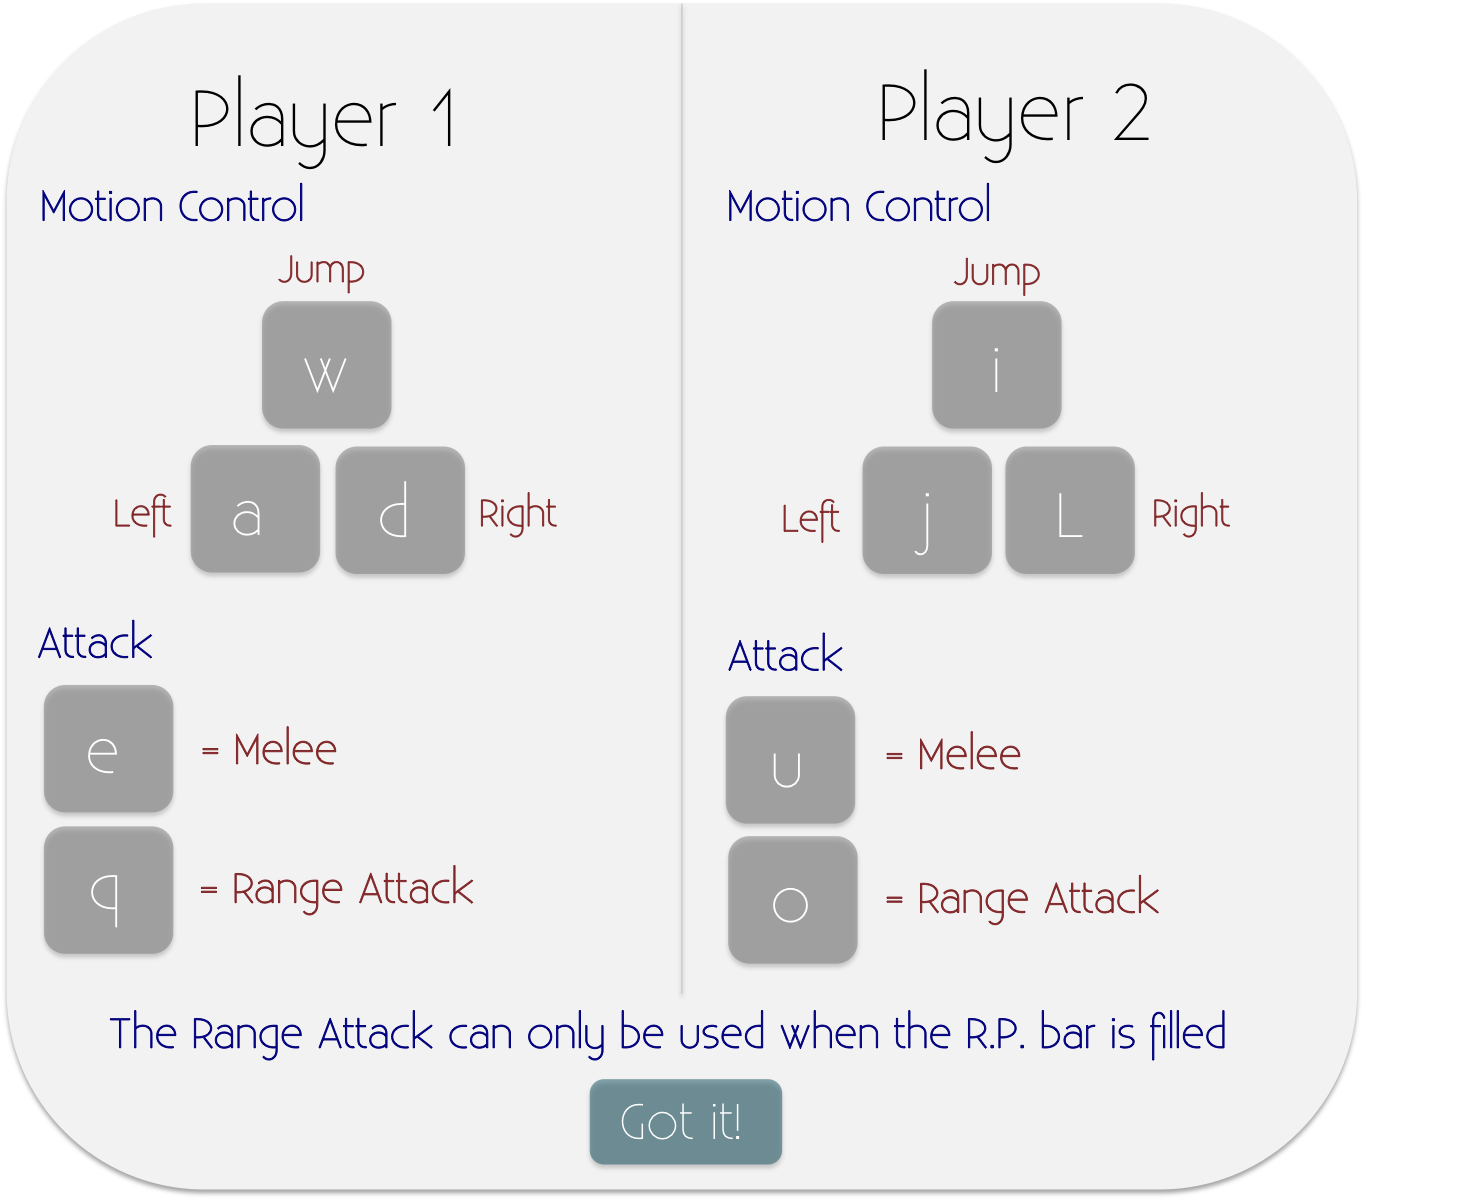 Player 1
Motion Control
Jump
w
Left
a
d
Right
Attack
e
= Melee
q
= Range Attack
Player 2
Motion Control
Jump
i
Left
j
L
Right
Attack
u
= Melee
o
= Range Attack
The Range Attack can only be used when the R.P. bar is filled
Got it!